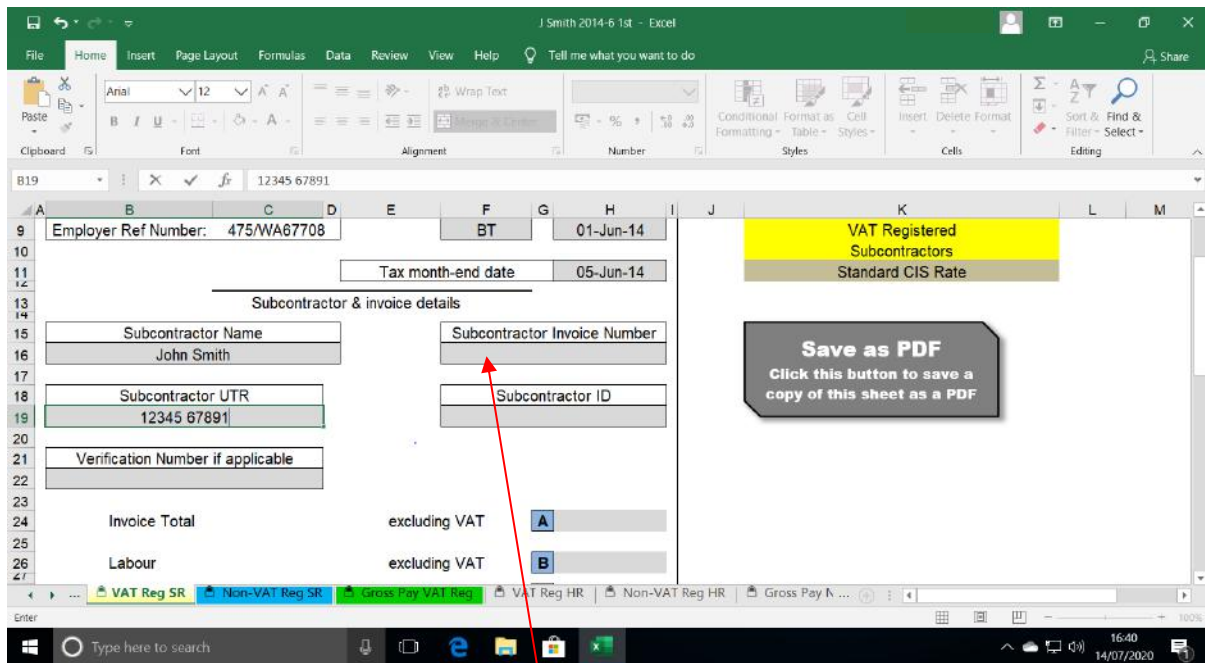 J Smith 2014-6 1st - Excel
File Home Insert Page Layout Formulas Data Review View Help Tell me what you want to do Share
Paste Arial 12 Wrap Text Merge & Center Conditional Formatting Format as Table Cell Styles Insert Delete Format Sort & Filter Find & Select
Clipboard Font Alignment Number Styles Cells Editing
B19 fx 12345 67891
A B C D E F G H I J K L M
9 Employer Ref Number: 475/WA67708 BT 01-Jun-14 VAT Registered
10 Subcontractors
11 Tax month-end date 05-Jun-14 Standard CIS Rate
12
13 Subcontractor & invoice details
14
15 Subcontractor Name Subcontractor Invoice Number
16 John Smith
Save as PDF
17 Click this button to save a
18 Subcontractor UTR Subcontractor ID copy of this sheet as a PDF
19 12345 67891
20
21 Verification Number if applicable
22
23
24 Invoice Total excluding VAT A
25
26 Labour excluding VAT B
27
... VAT Reg SR Non-VAT Reg SR Gross Pay VAT Reg VAT Reg HR Non-VAT Reg HR Gross Pay N ...
Enter 100%
Type here to search 16:40
14/07/2020